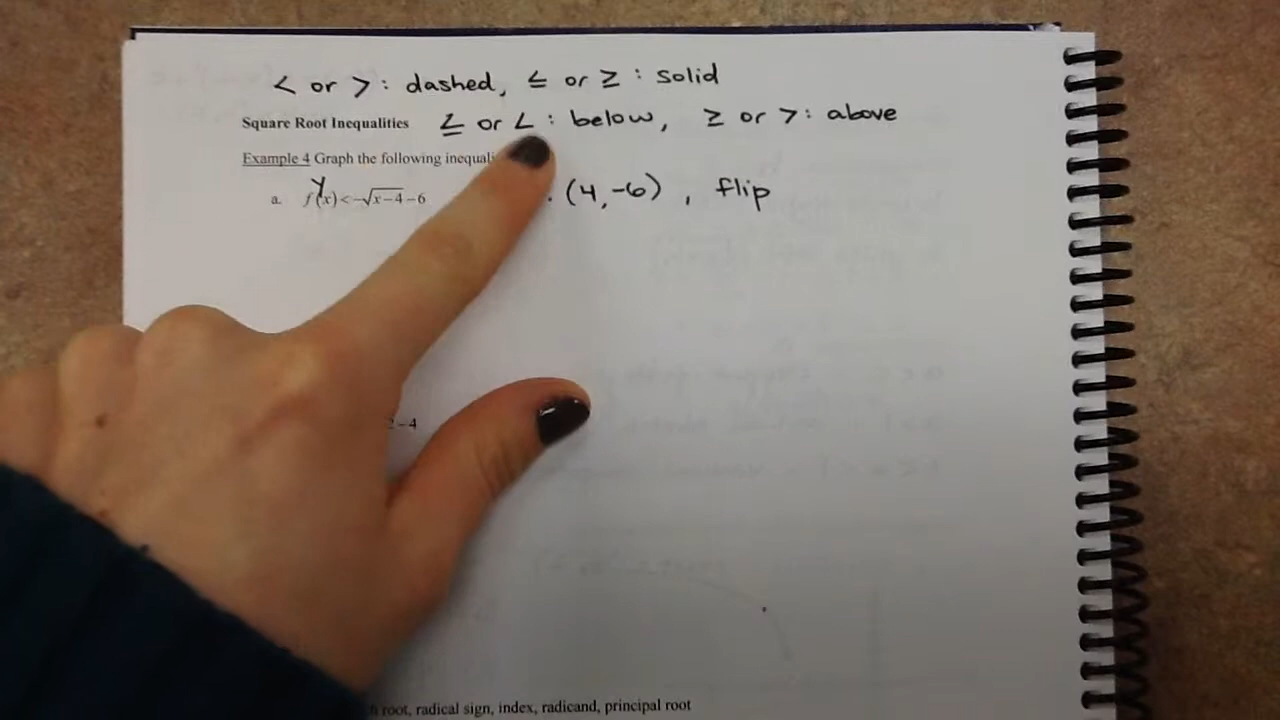 < or > : dashed, ≤ or ≥ : solid
Square Root Inequalities ≤ or < : below, ≥ or > : above
Example 4 Graph the following
a. f(x) < -√x-4 - 6 (4, -6) , flip
y
-4
root, radical sign, index, radicand, principal root